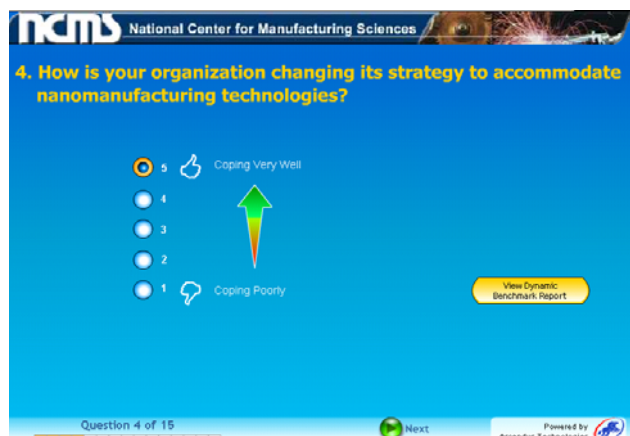 ncms National Center for Manufacturing Sciences
4. How is your organization changing its strategy to accommodate
nanomanufacturing technologies?
5 Coping Very Well
4
3
2
1 Coping Poorly
View Dynamic
Benchmark Report
Question 4 of 15
Next
Powered by